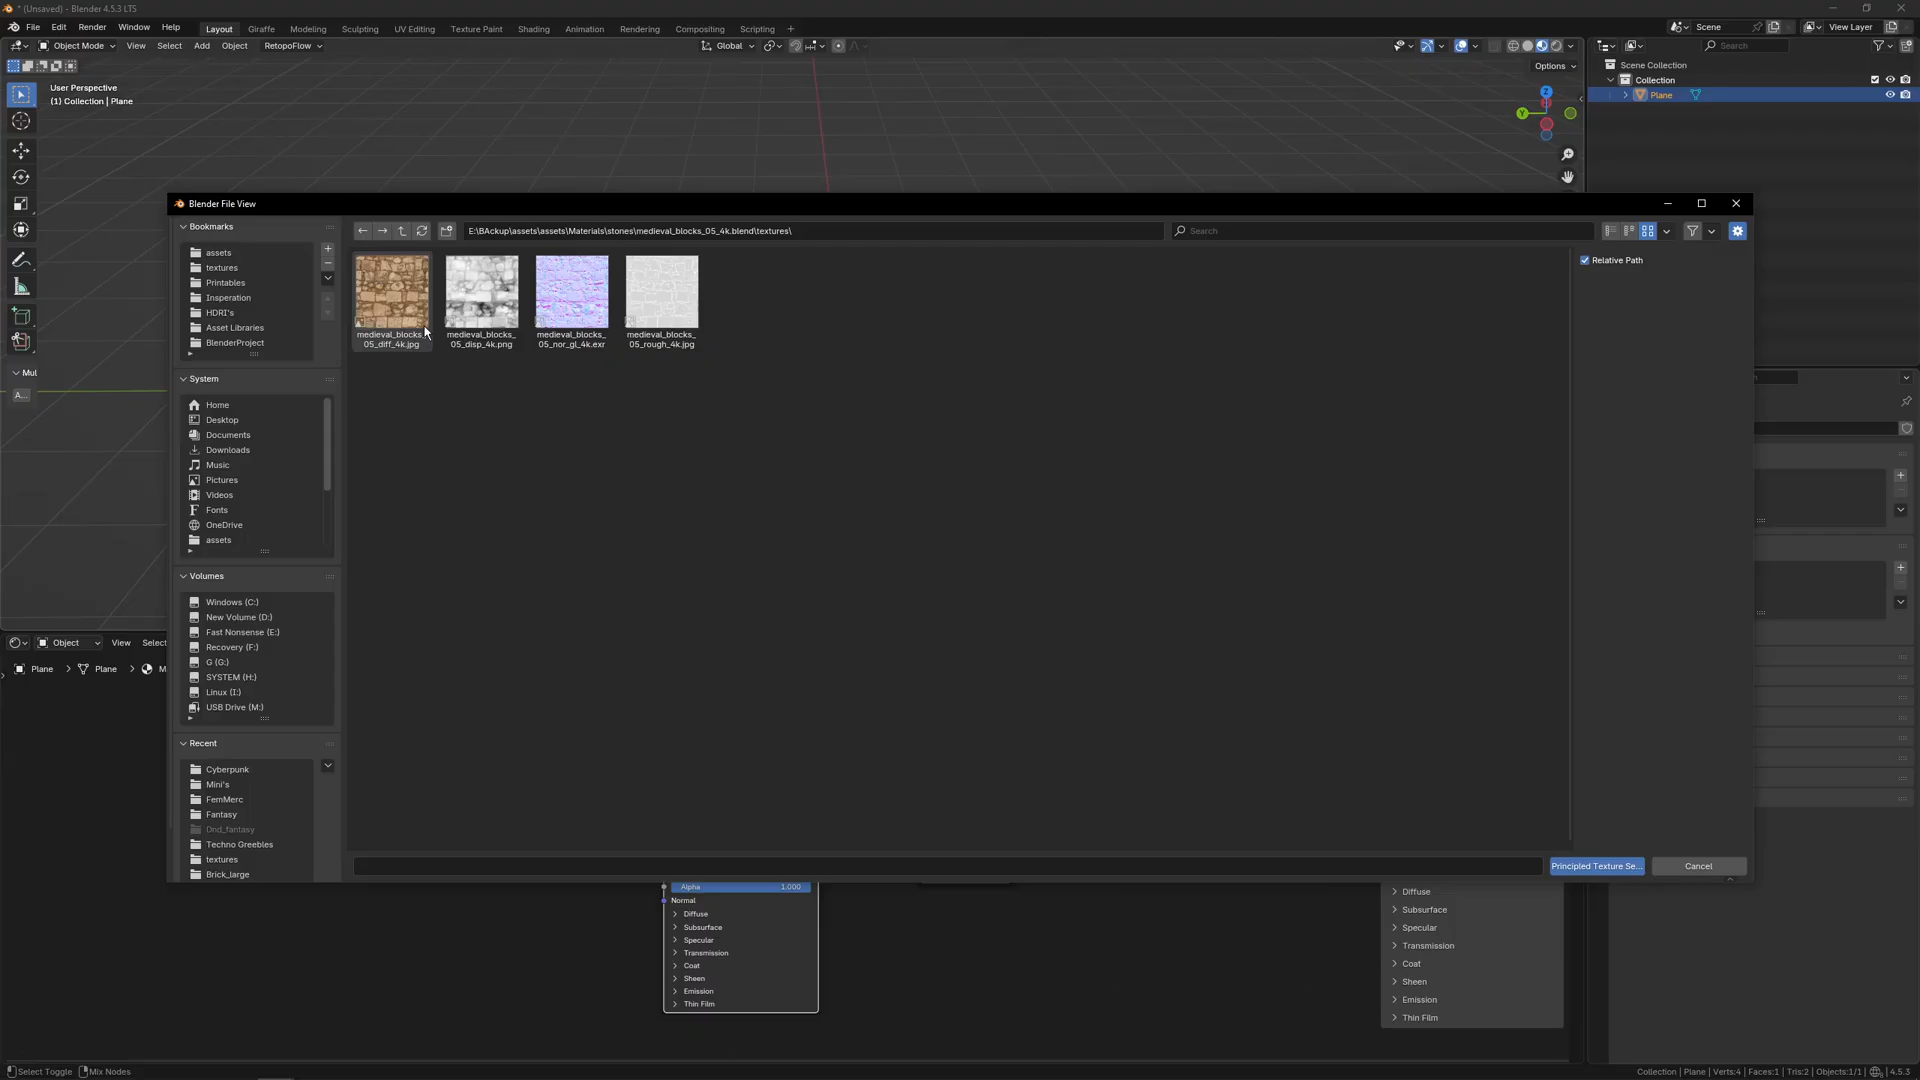 * (Unsaved) - Blender 4.5.3 LTS
File Edit Render Window Help Layout Giraffe Modeling Sculpting UV Editing Texture Paint Shading Animation Rendering Compositing Scripting + Scene View Layer
Object Mode View Select Add Object RetopoFlow Global Search
Options
User Perspective
(1) Collection | Plane
Scene Collection
Collection
Plane
Z
Y
Blender File View
Bookmarks
assets
textures
Printables
Insperation
HDRI's
Asset Libraries
BlenderProject
System
Home
Desktop
Documents
Downloads
Music
Pictures
Videos
Fonts
OneDrive
assets
Volumes
Windows (C:)
New Volume (D:)
Fast Nonsense (E:)
Recovery (F:)
G (G:)
SYSTEM (H:)
Linux (I:)
USB Drive (M:)
Recent
Cyberpunk
Mini's
FemMerc
Fantasy
Dnd_fantasy
Techno Greebles
textures
Brick_large
E:\BAckup\assets\assets\Materials\stones\medieval_blocks_05_4k.blend\textures\
Search
Relative Path
medieval_blocks_
05_diff_4k.jpg
medieval_blocks_
05_disp_4k.png
medieval_blocks_
05_nor_gl_4k.exr
medieval_blocks_
05_rough_4k.jpg
Principled Texture Se... Cancel
Mul
A...
Object View Select
Plane Plane M
Alpha 1.000
Normal
Diffuse
Subsurface
Specular
Transmission
Coat
Sheen
Emission
Thin Film
Diffuse
Subsurface
Specular
Transmission
Coat
Sheen
Emission
Thin Film
Select Toggle Mix Nodes
Collection | Plane | Verts:4 | Faces:1 | Tris:2 | Objects:1/1 | 4.5.3